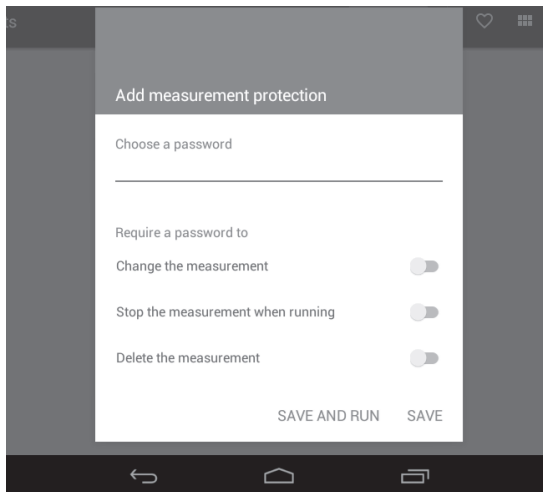 Add measurement protection
Choose a password
Require a password to
Change the measurement
Stop the measurement when running
Delete the measurement
SAVE AND RUN SAVE